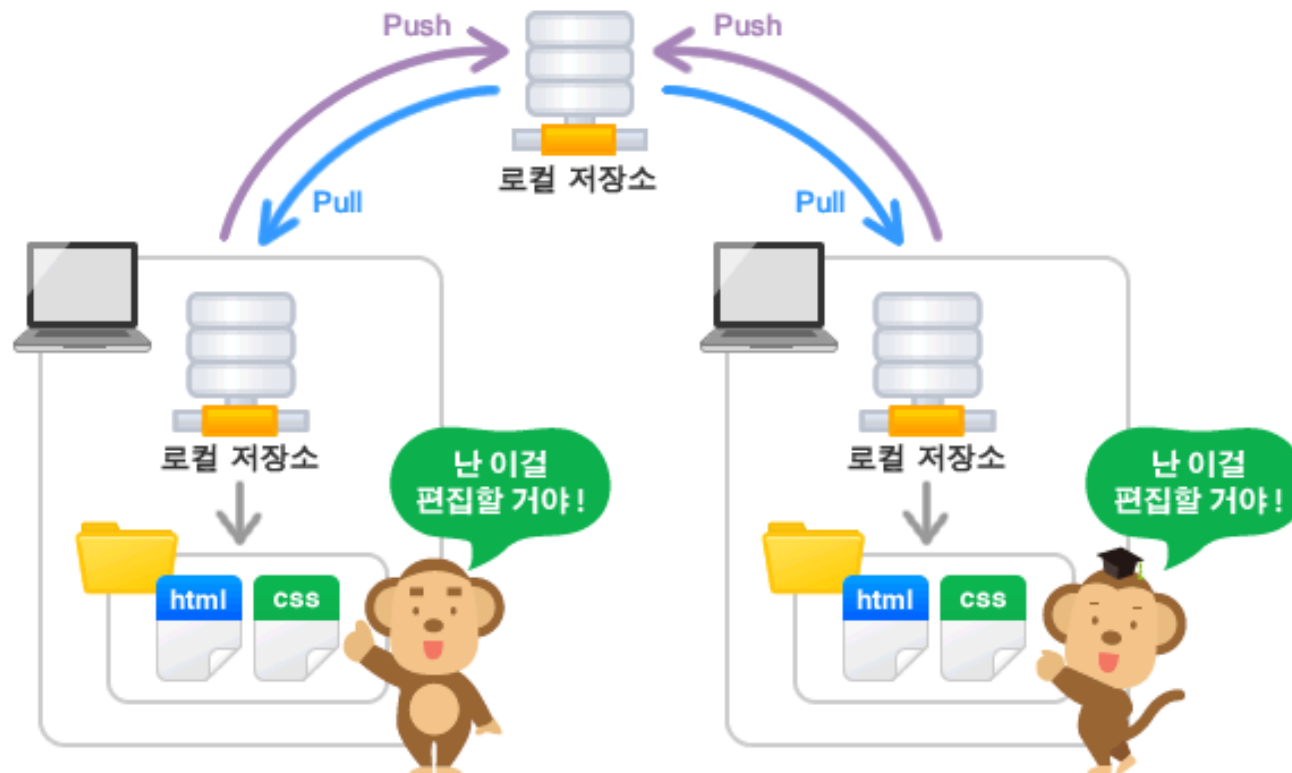 Push
Push
로컬 저장소
Pull
Pull
로컬 저장소
난 이걸
편집할 거야 !
html
css
로컬 저장소
난 이걸
편집할 거야 !
html
css